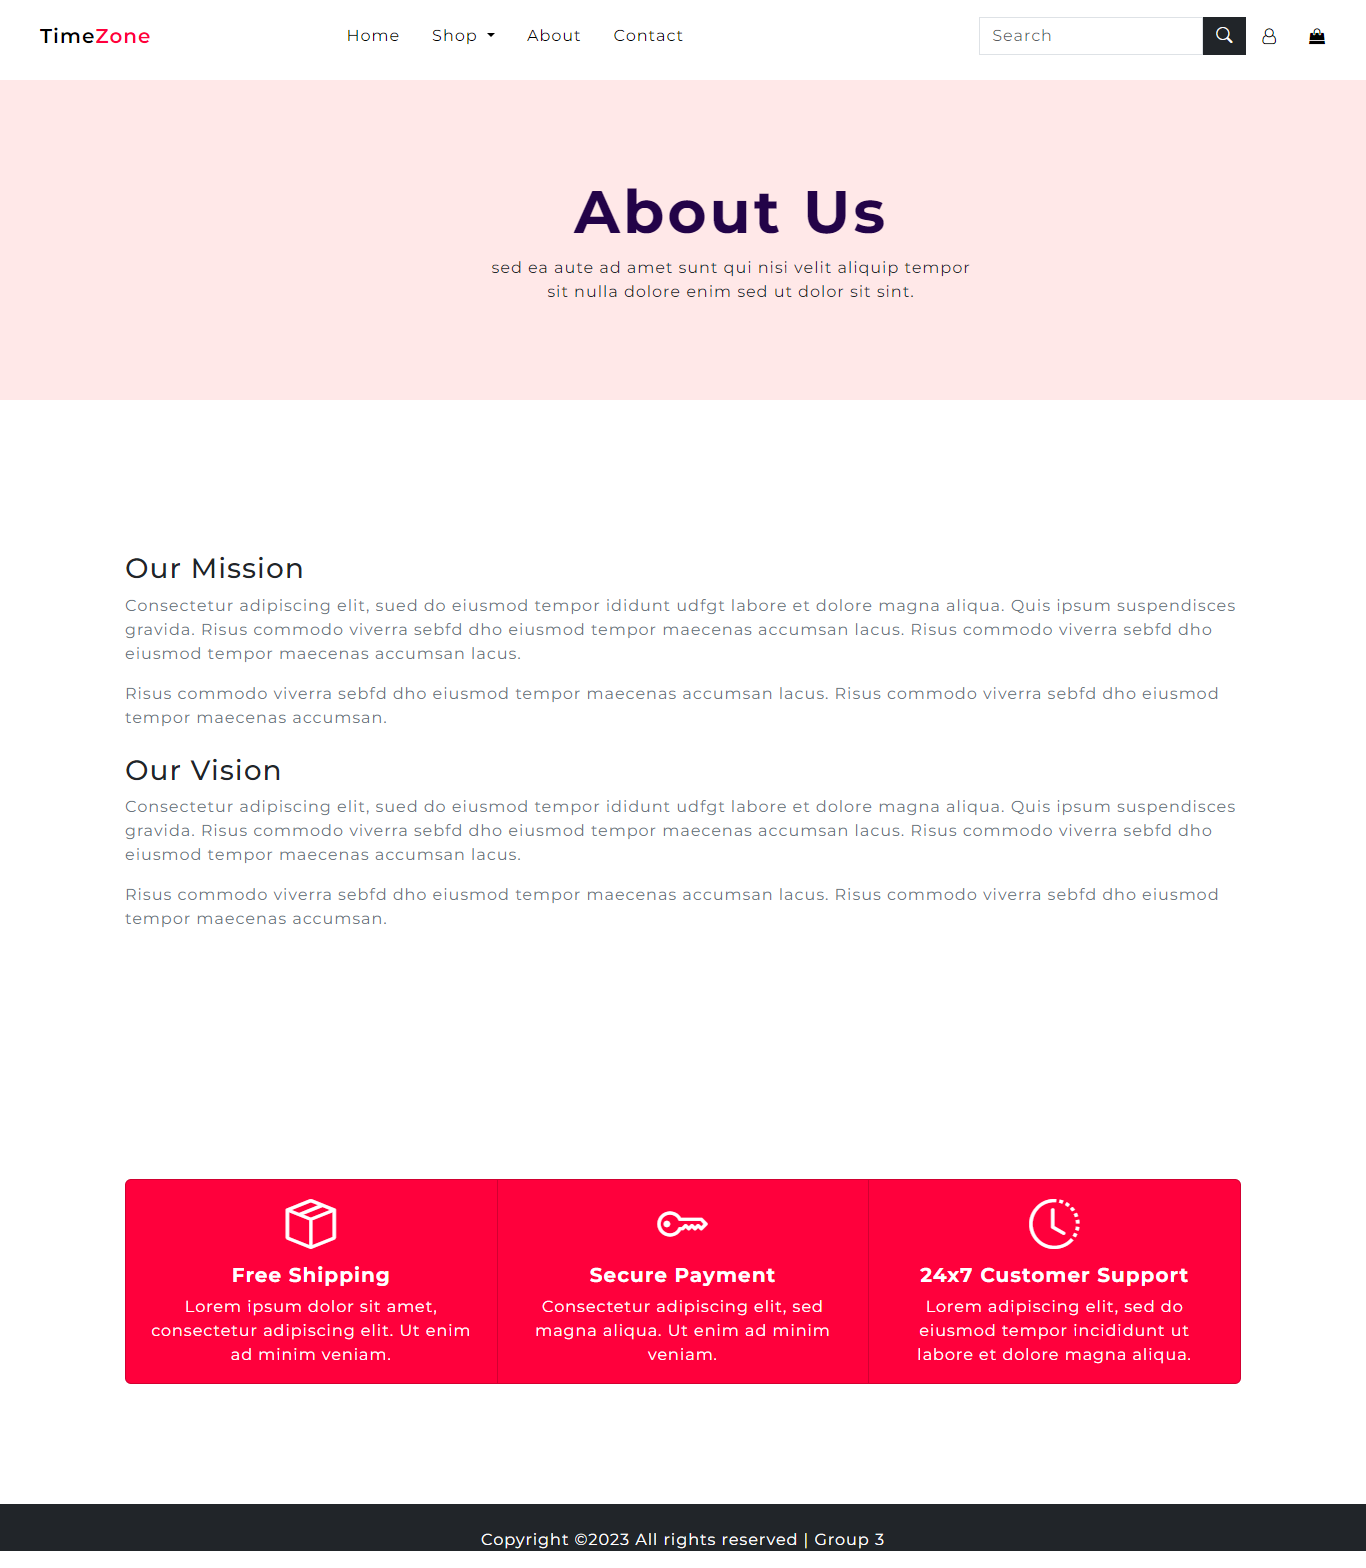 TimeZone Home Shop About Contact Search
About Us
sed ea aute ad amet sunt qui nisi velit aliquip tempor
sit nulla dolore enim sed ut dolor sit sint.
Our Mission
Consectetur adipiscing elit, sued do eiusmod tempor ididunt udfgt labore et dolore magna aliqua. Quis ipsum suspendisces
gravida. Risus commodo viverra sebfd dho eiusmod tempor maecenas accumsan lacus. Risus commodo viverra sebfd dho
eiusmod tempor maecenas accumsan lacus.
Risus commodo viverra sebfd dho eiusmod tempor maecenas accumsan lacus. Risus commodo viverra sebfd dho eiusmod
tempor maecenas accumsan.
Our Vision
Consectetur adipiscing elit, sued do eiusmod tempor ididunt udfgt labore et dolore magna aliqua. Quis ipsum suspendisces
gravida. Risus commodo viverra sebfd dho eiusmod tempor maecenas accumsan lacus. Risus commodo viverra sebfd dho
eiusmod tempor maecenas accumsan lacus.
Risus commodo viverra sebfd dho eiusmod tempor maecenas accumsan lacus. Risus commodo viverra sebfd dho eiusmod
tempor maecenas accumsan.
Free Shipping
Lorem ipsum dolor sit amet,
consectetur adipiscing elit. Ut enim
ad minim veniam.
Secure Payment
Consectetur adipiscing elit, sed
magna aliqua. Ut enim ad minim
veniam.
24x7 Customer Support
Lorem adipiscing elit, sed do
eiusmod tempor incididunt ut
labore et dolore magna aliqua.
Copyright ©2023 All rights reserved | Group 3